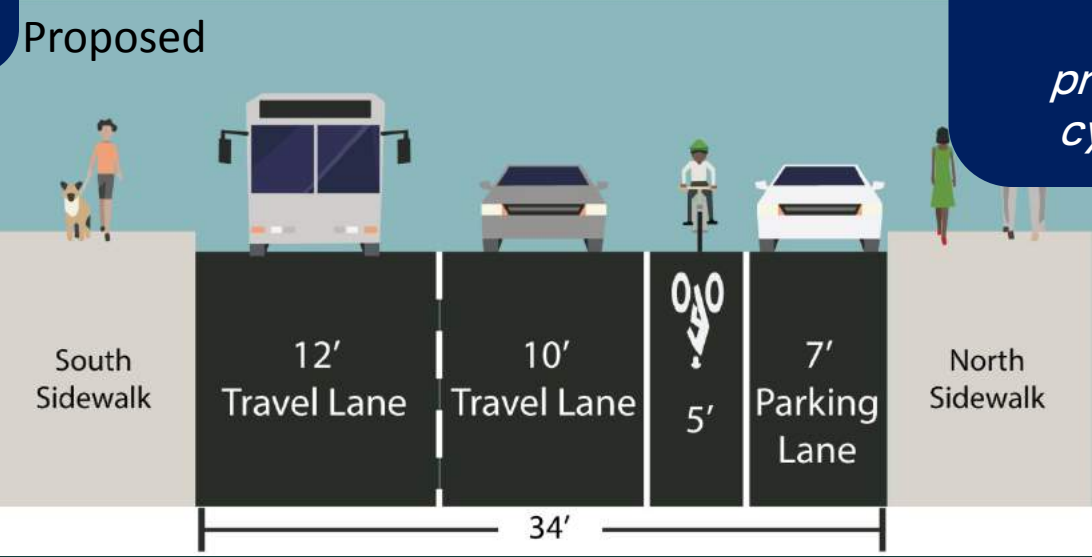 Proposed
South
Sidewalk
12′
Travel Lane
10′
Travel Lane
5′
7′
Parking
Lane
North
Sidewalk
34′